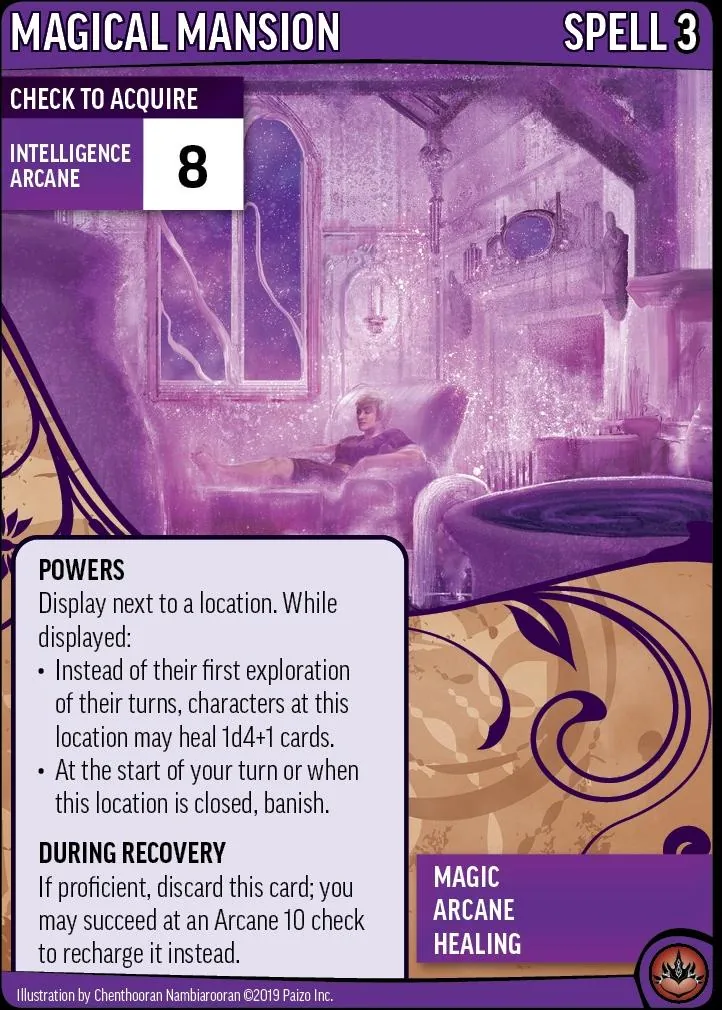 MAGICAL MANSION SPELL 3
CHECK TO ACQUIRE
INTELLIGENCE
ARCANE
8
POWERS
Display next to a location. While
displayed:
• Instead of their first exploration
of their turns, characters at this
location may heal 1d4+1 cards.
• At the start of your turn or when
this location is closed, banish.
DURING RECOVERY
If proficient, discard this card; you
may succeed at an Arcane 10 check
to recharge it instead.
MAGIC
ARCANE
HEALING
Illustration by Chenthooran Nambiarooran ©2019 Paizo Inc.